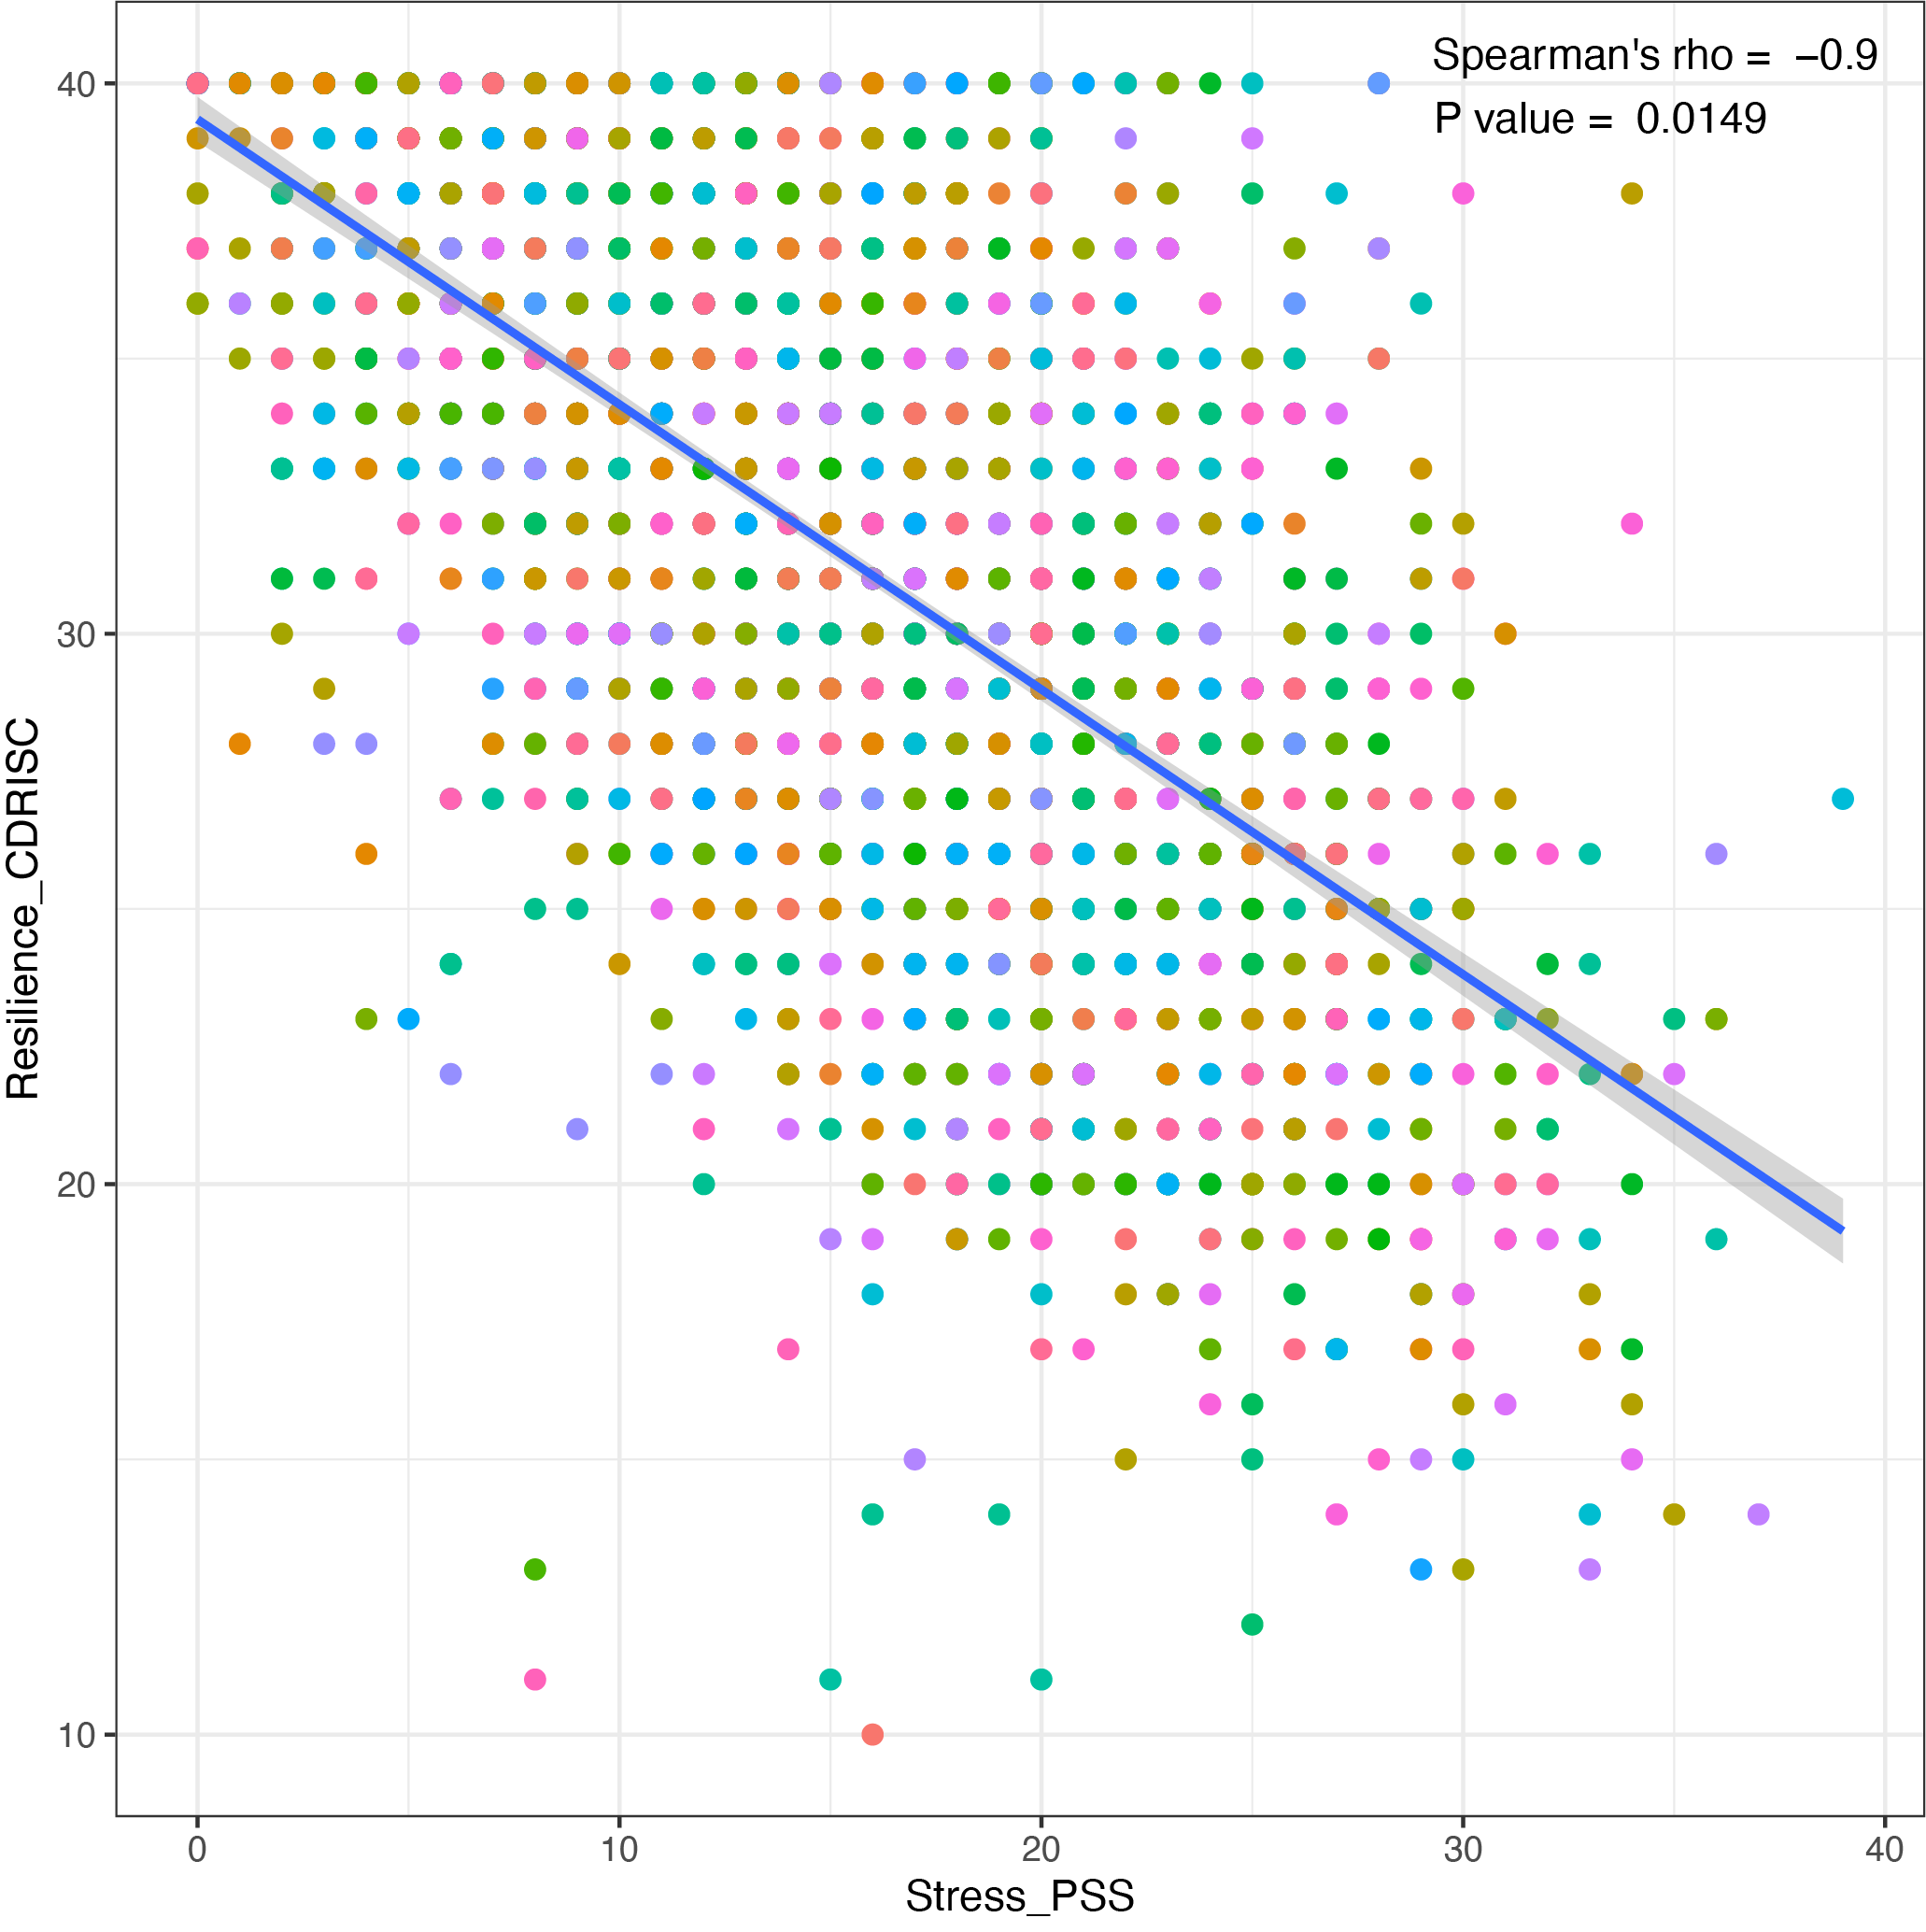 Spearman's rho = −0.9
P value = 0.0149
40
30
20
10
Resilience_CDRISC
0 10 20 30 40
Stress_PSS